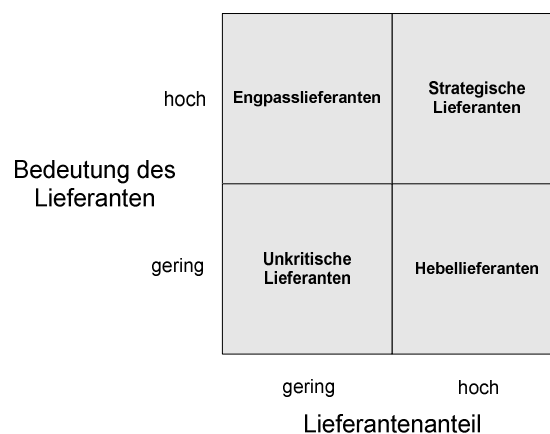 hoch
Engpasslieferanten
Strategische
Lieferanten
Bedeutung des
Lieferanten
gering
Unkritische
Lieferanten
Hebellieferanten
gering
hoch
Lieferantenanteil